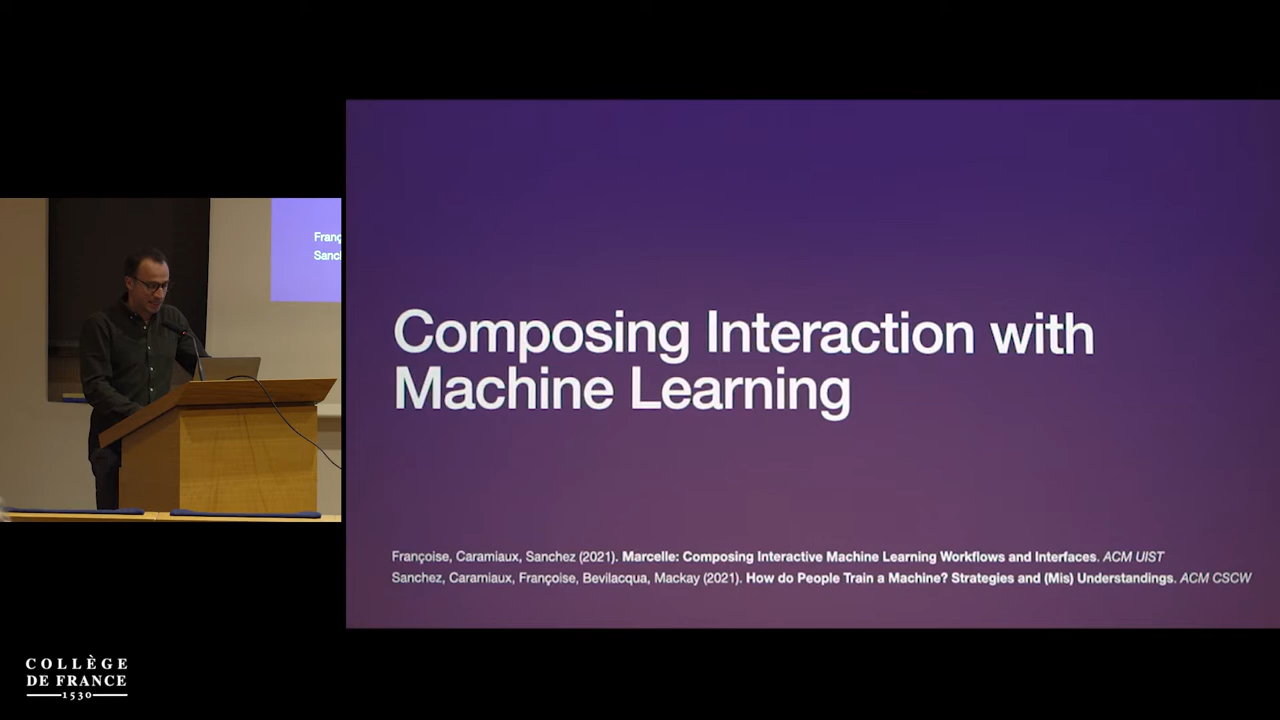 Composing Interaction with
Machine Learning
Françoise, Caramiaux, Sanchez (2021). Marcelle: Composing Interactive Machine Learning Workflows and Interfaces. ACM UIST
Sanchez, Caramiaux, Françoise, Bevilacqua, Mackay (2021). How do People Train a Machine? Strategies and (Mis) Understandings. ACM CSCW
Franç
Sancl
COLLÈGE
DE FRANCE
1530